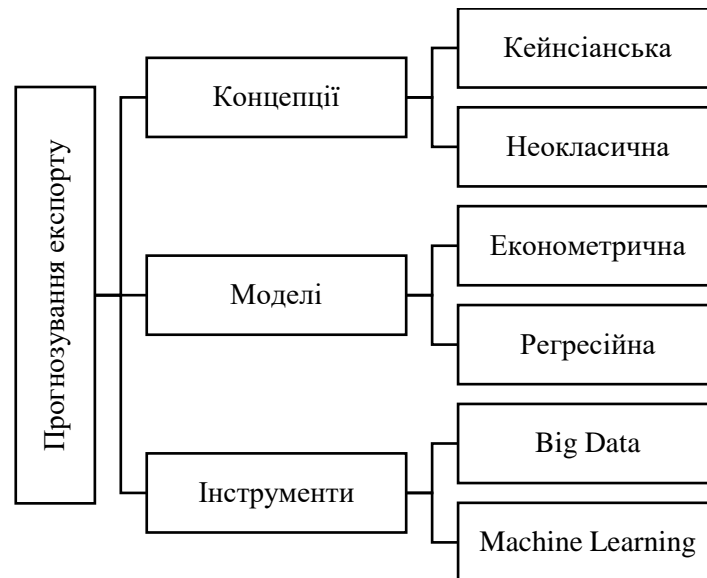 Прогнозування експорту
Концепції
Кейнсіанська
Неокласична
Моделі
Економетрична
Регресійна
Інструменти
Big Data
Machine Learning